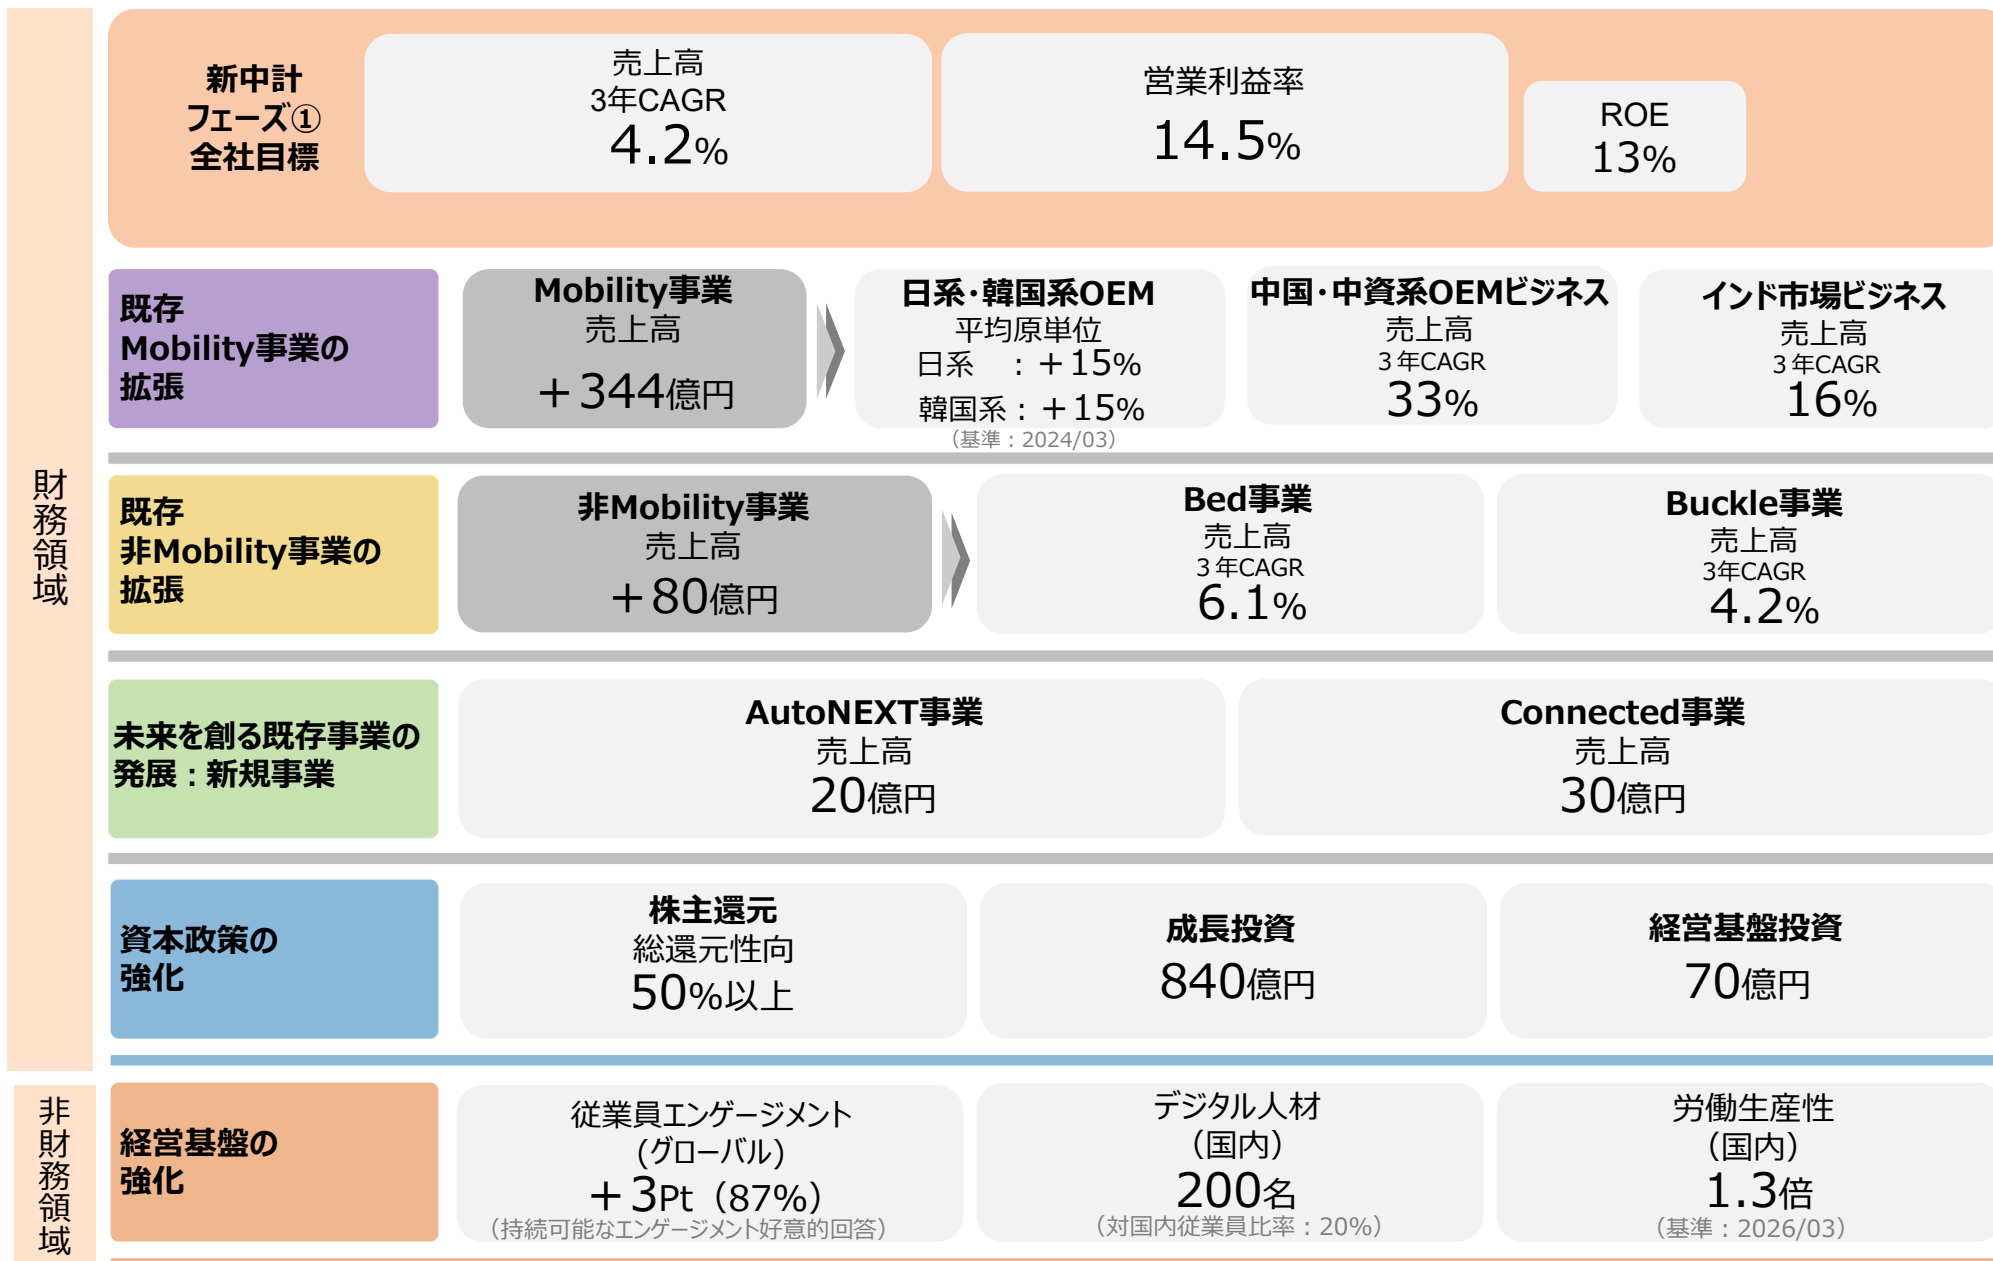 財務領域
新中計
フェーズ①
全社目標
売上高
3年CAGR
4.2%
営業利益率
14.5%
ROE
13%
既存
Mobility事業の
拡張
Mobility事業
売上高
＋344億円
日系・韓国系OEM
平均原単位
日系　：＋15%
韓国系：＋15%
（基準：2024/03）
中国・中資系OEMビジネス
売上高
３年CAGR
33%
インド市場ビジネス
売上高
３年CAGR
16%
既存
非Mobility事業の
拡張
非Mobility事業
売上高
＋80億円
Bed事業
売上高
３年CAGR
6.1%
Buckle事業
売上高
3年CAGR
4.2%
未来を創る既存事業の
発展：新規事業
AutoNEXT事業
売上高
20億円
Connected事業
売上高
30億円
資本政策の
強化
株主還元
総還元性向
50%以上
成長投資
840億円
経営基盤投資
70億円
非財務領域
経営基盤の
強化
従業員エンゲージメント
(グローバル)
＋3Pt（87%）
（持続可能なエンゲージメント好意的回答）
デジタル人材
（国内）
200名
（対国内従業員比率：20%）
労働生産性
（国内）
1.3倍
（基準：2026/03）